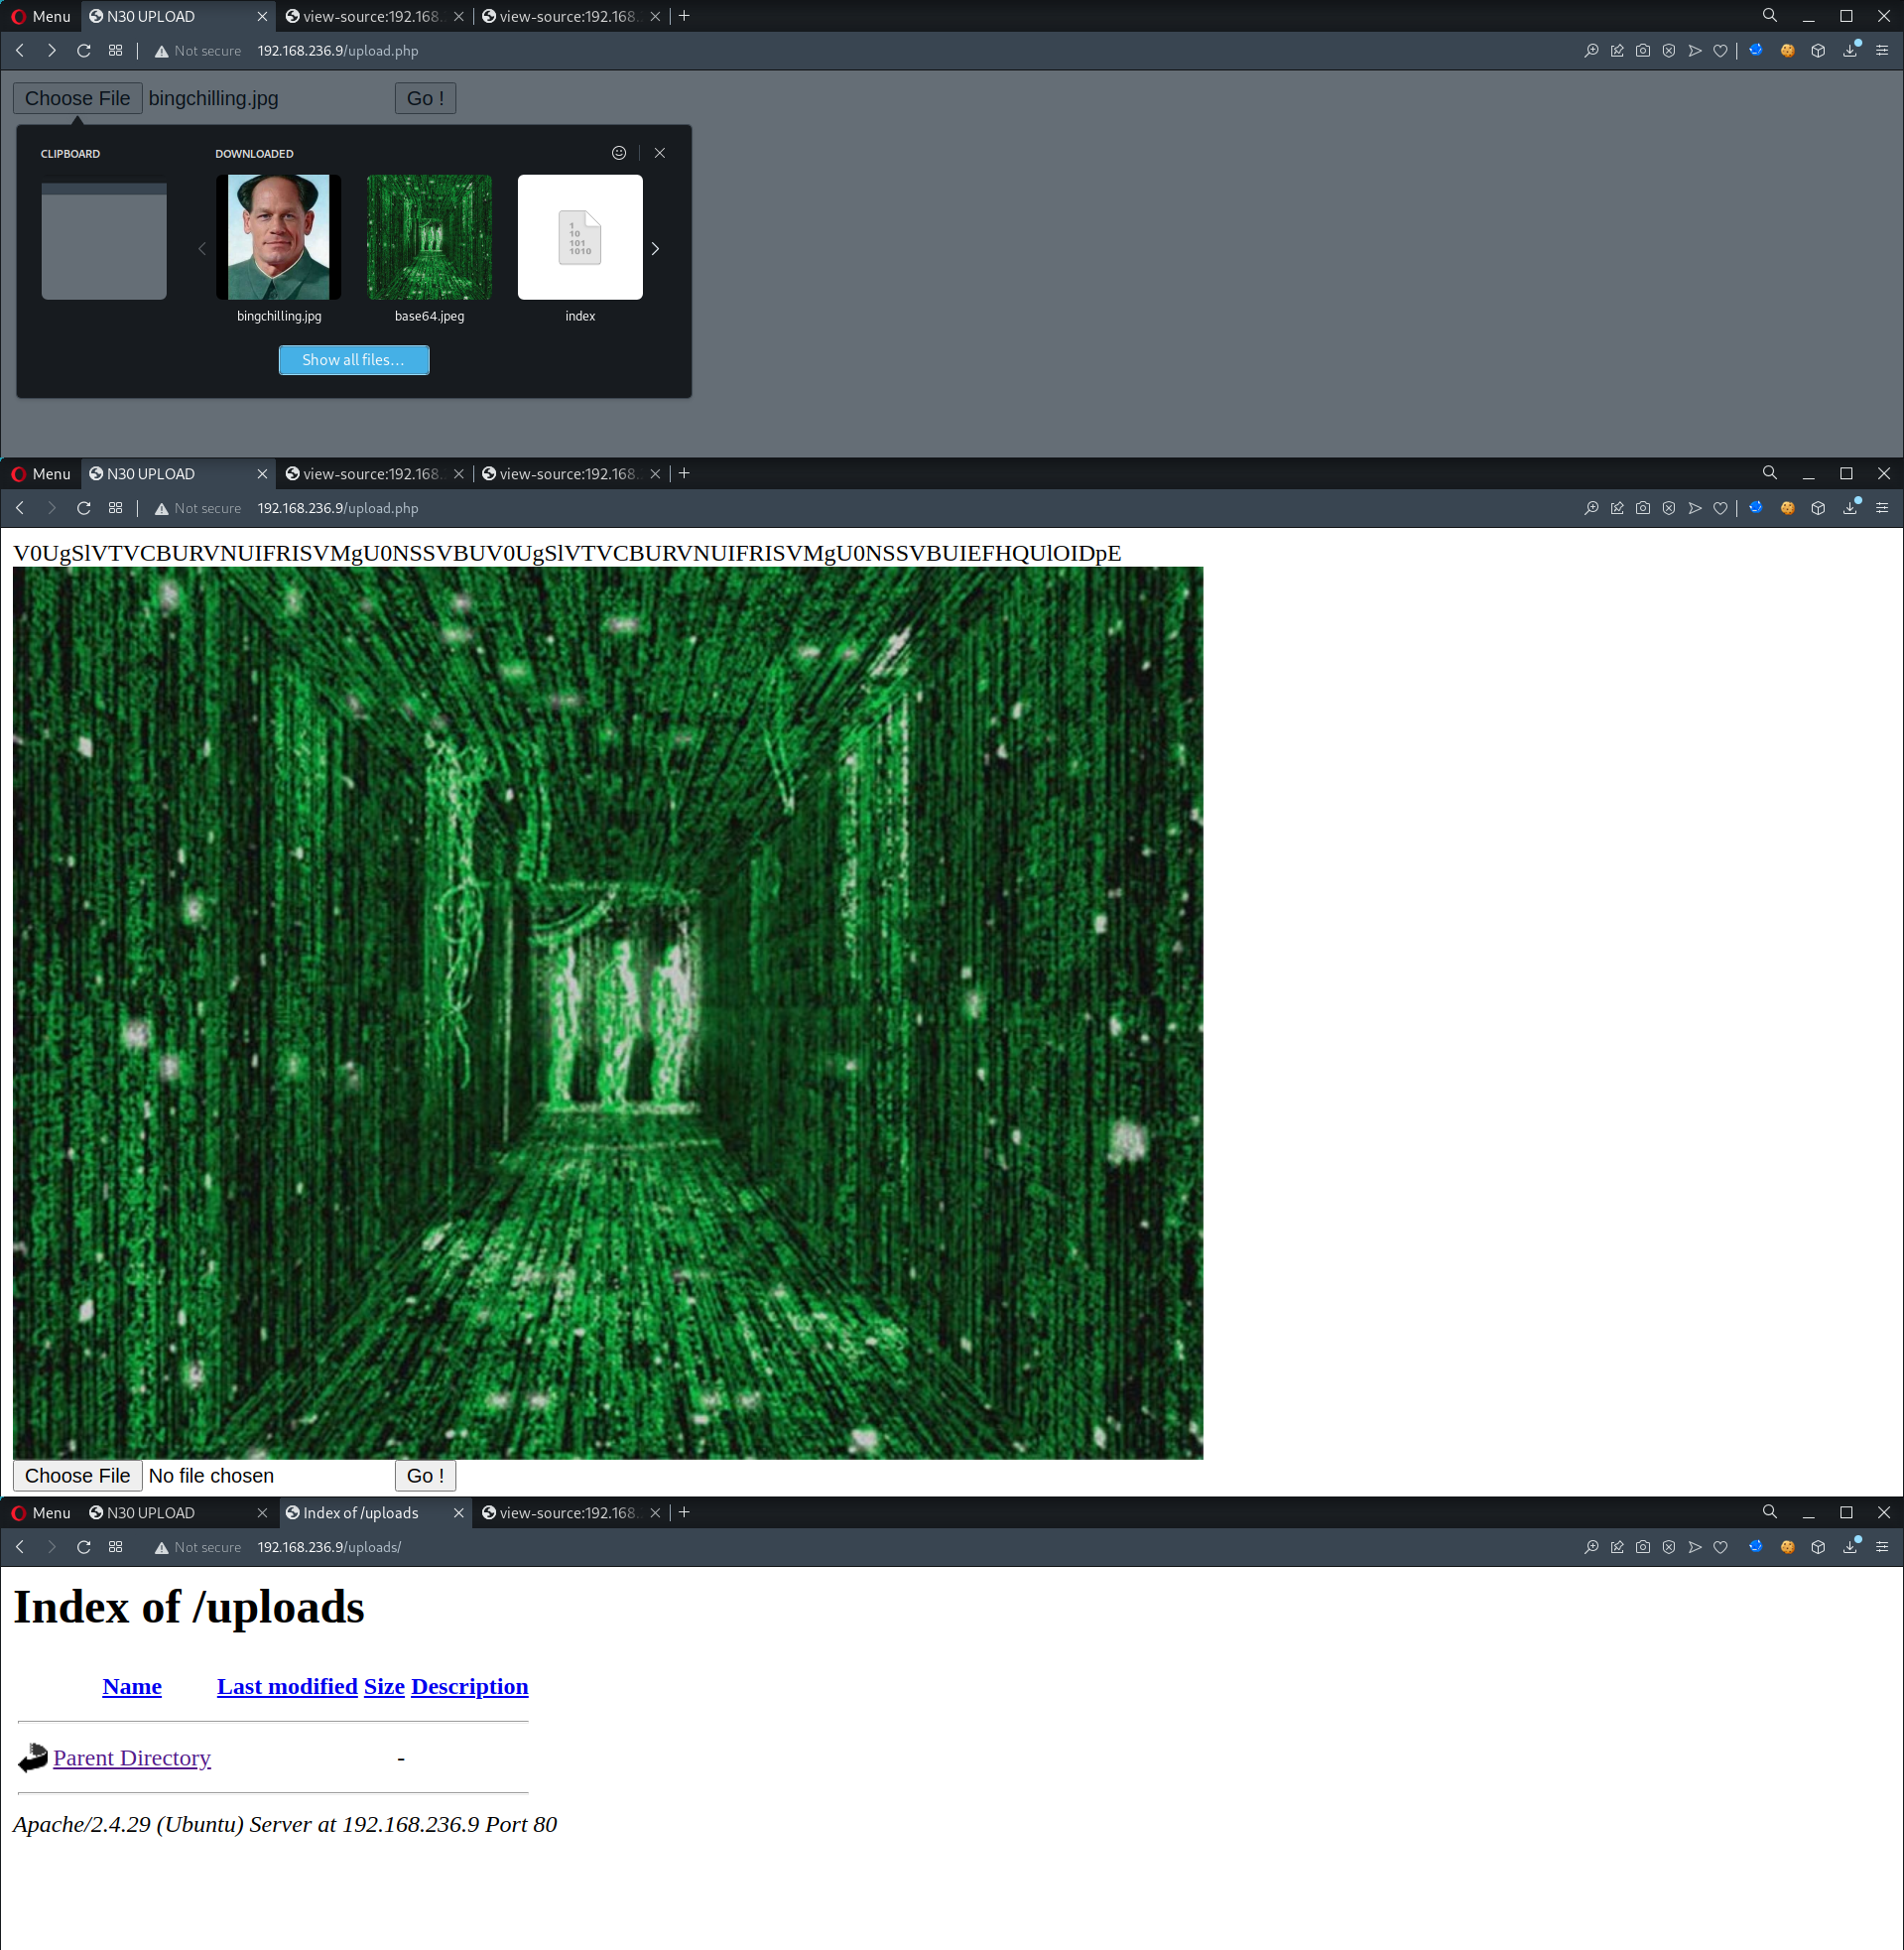 Menu N30 UPLOAD view-source:192.168. view-source:192.168.
Not secure 192.168.236.9/upload.php
Choose File bingchilling.jpg Go !
CLIPBOARD DOWNLOADED
1
10
101
1010
bingchilling.jpg base64.jpeg index
Show all files...
Menu N30 UPLOAD view-source:192.168. view-source:192.168.
Not secure 192.168.236.9/upload.php
V0UgSlVTVCBURVNUIFRISVMgU0NSSVBUV0UgSlVTVCBURVNUIFRISVMgU0NSSVBUIEFHQUlOIDpE
Choose File No file chosen Go !
Menu N30 UPLOAD Index of /uploads view-source:192.168.
Not secure 192.168.236.9/uploads/
Index of /uploads
Name Last modified Size Description
Parent Directory -
Apache/2.4.29 (Ubuntu) Server at 192.168.236.9 Port 80